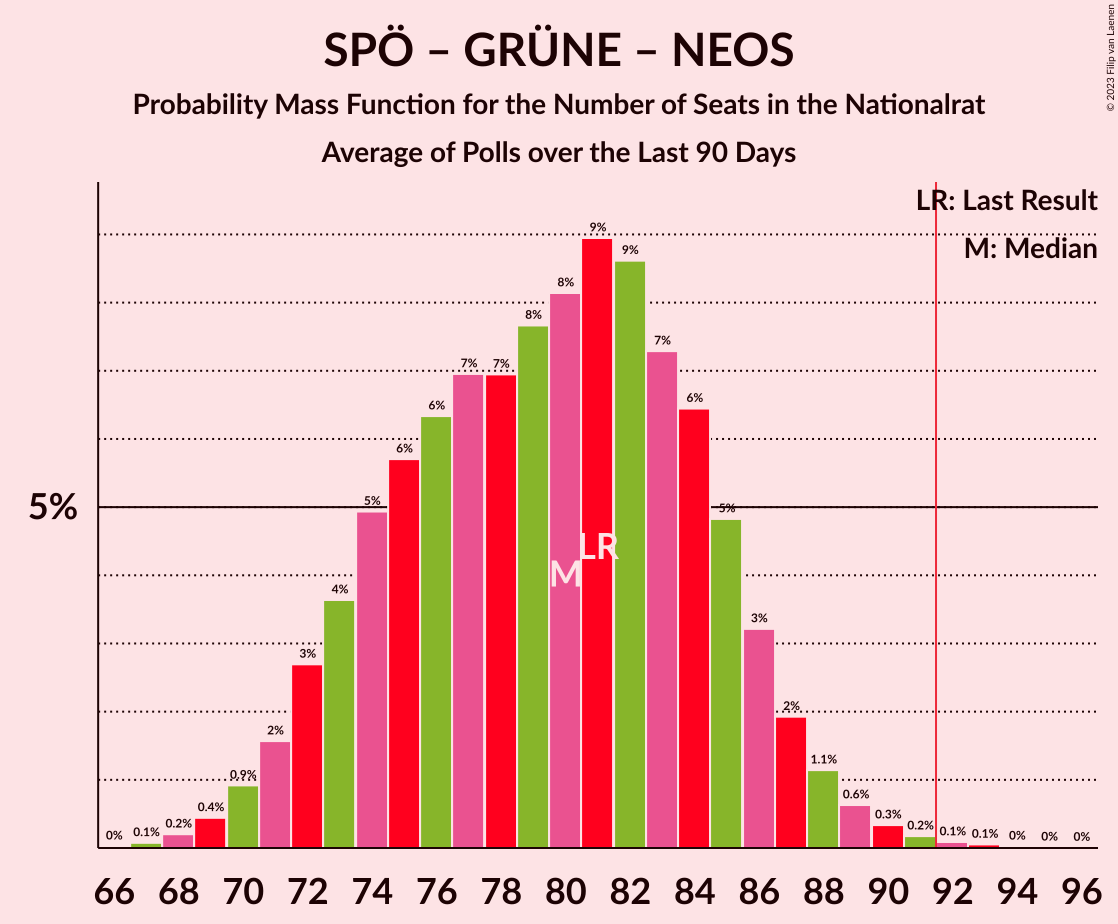 SPÖ – GRÜNE – NEOS
Probability Mass Function for the Number of Seats in the Nationalrat
Average of Polls over the Last 90 Days
© 2023 Filip van Laenen
LR: Last Result
M: Median
5%
0% 0.1% 0.2% 0.4% 0.9% 2% 3% 4% 5% 6% 6% 7% 7% 8% 8% 9% 9% 7% 6% 5% 3% 2% 1.1% 0.6% 0.3% 0.2% 0.1% 0.1% 0% 0% 0%
LR
M
66 68 70 72 74 76 78 80 82 84 86 88 90 92 94 96